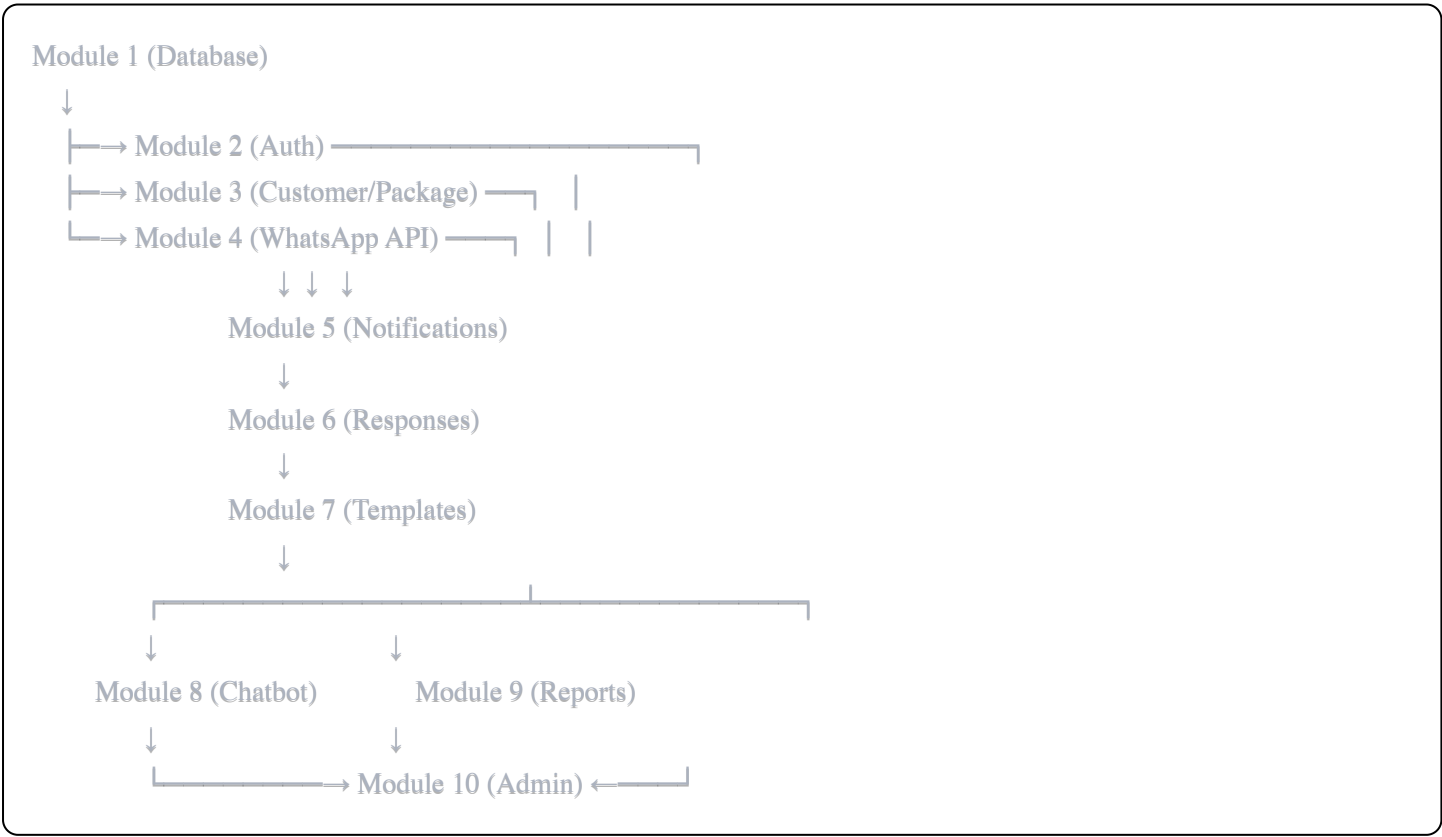 Module 1 (Database)
↓
├─→ Module 2 (Auth) ─────────────────┐
├─→ Module 3 (Customer/Package) ──┐ │
└─→ Module 4 (WhatsApp API) ───┐ │ │
↓ ↓ ↓
Module 5 (Notifications)
↓
Module 6 (Responses)
↓
Module 7 (Templates)
↓
┌──────────────────┴─────────────┐
↓ ↓
Module 8 (Chatbot) Module 9 (Reports)
↓ ↓
└────────→ Module 10 (Admin) ←───┘